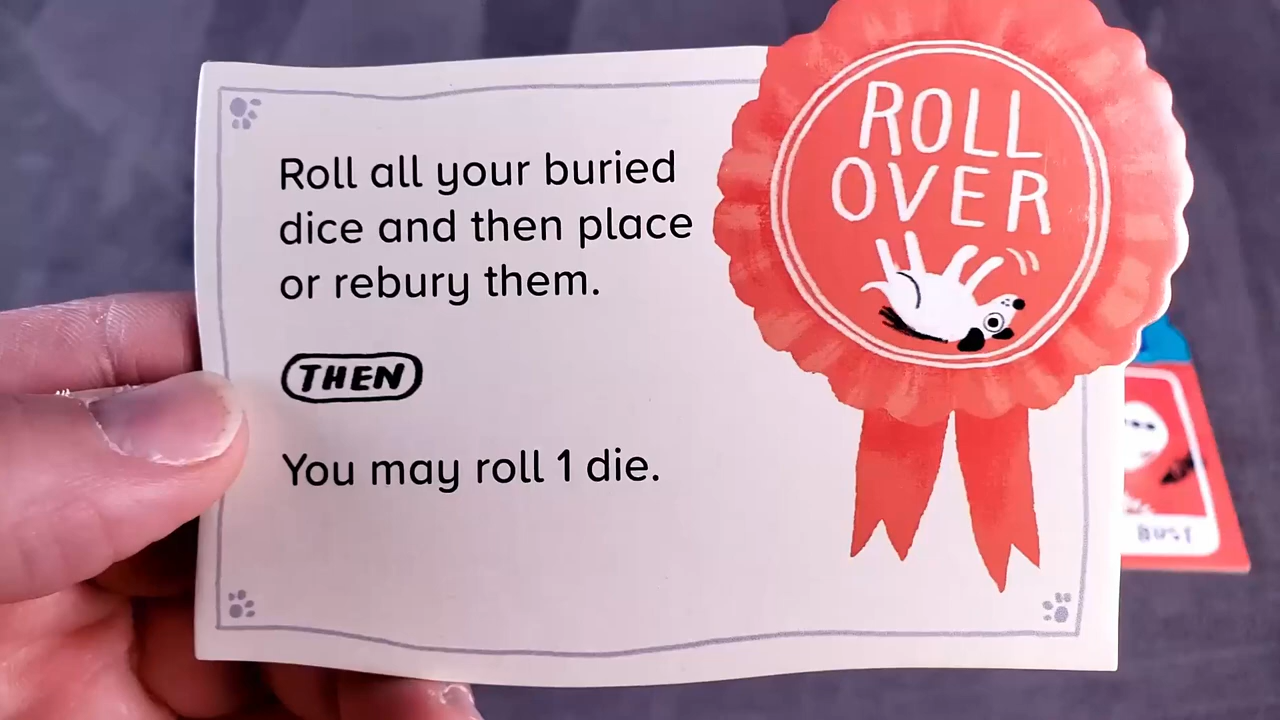 ROLL
OVER
Roll all your buried
dice and then place
or rebury them.
THEN
You may roll 1 die.